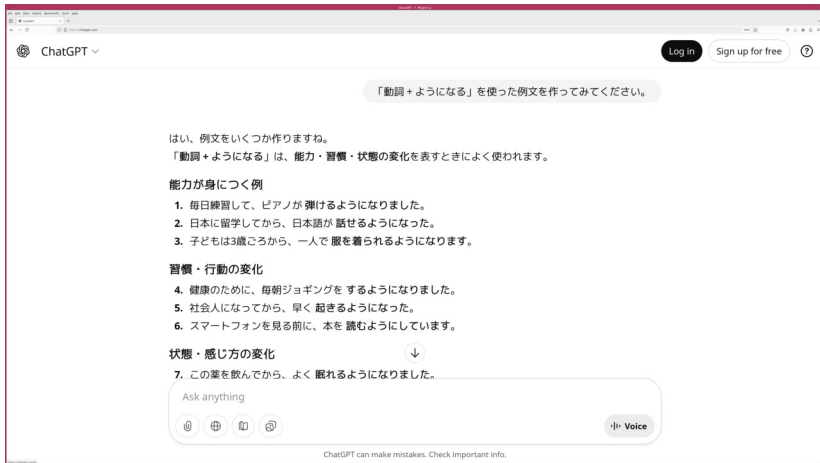 ChatGPT
Log in
Sign up for free
「動詞 + ようになる」を使った例文を作ってみてください。
はい、例文をいくつか作りますね。
「動詞 + ようになる」は、能力・習慣・状態の変化を表すときによく使われます。
能力が身につく例
1. 毎日練習して、ピアノが 弾けるようになりました。
2. 日本に留学してから、日本語が 話せるようになった。
3. 子どもは3歳ごろから、一人で 服を着られるようになります。
習慣・行動の変化
4. 健康のために、毎朝ジョギングを するようになりました。
5. 社会人になってから、早く 起きるようになった。
6. スマートフォンを見る前に、本を 読むようにしています。
状態・感じ方の変化
7. この薬を飲んでから、よく 眠れるようになりました。
Ask anything
Voice
ChatGPT can make mistakes. Check important info.